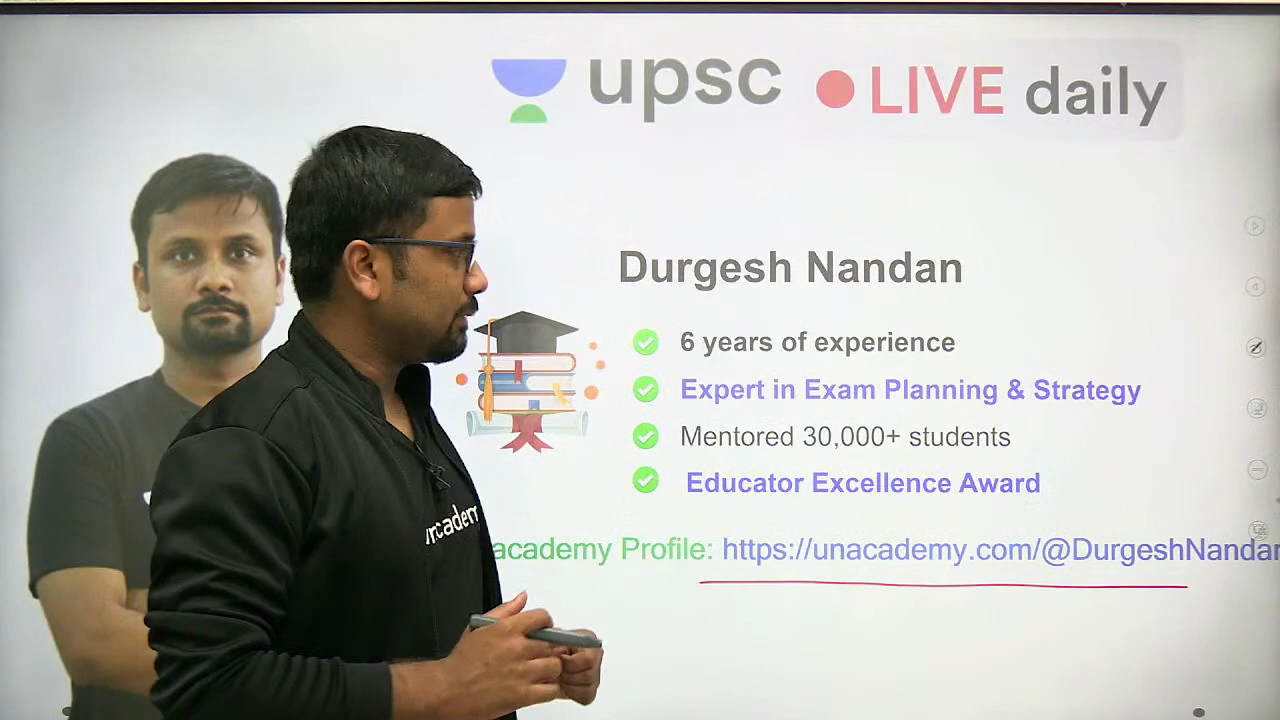 upsc LIVE daily
Durgesh Nandan
6 years of experience
Expert in Exam Planning & Strategy
Mentored 30,000+ students
Educator Excellence Award
academy Profile: https://unacademy.com/@DurgeshNandan